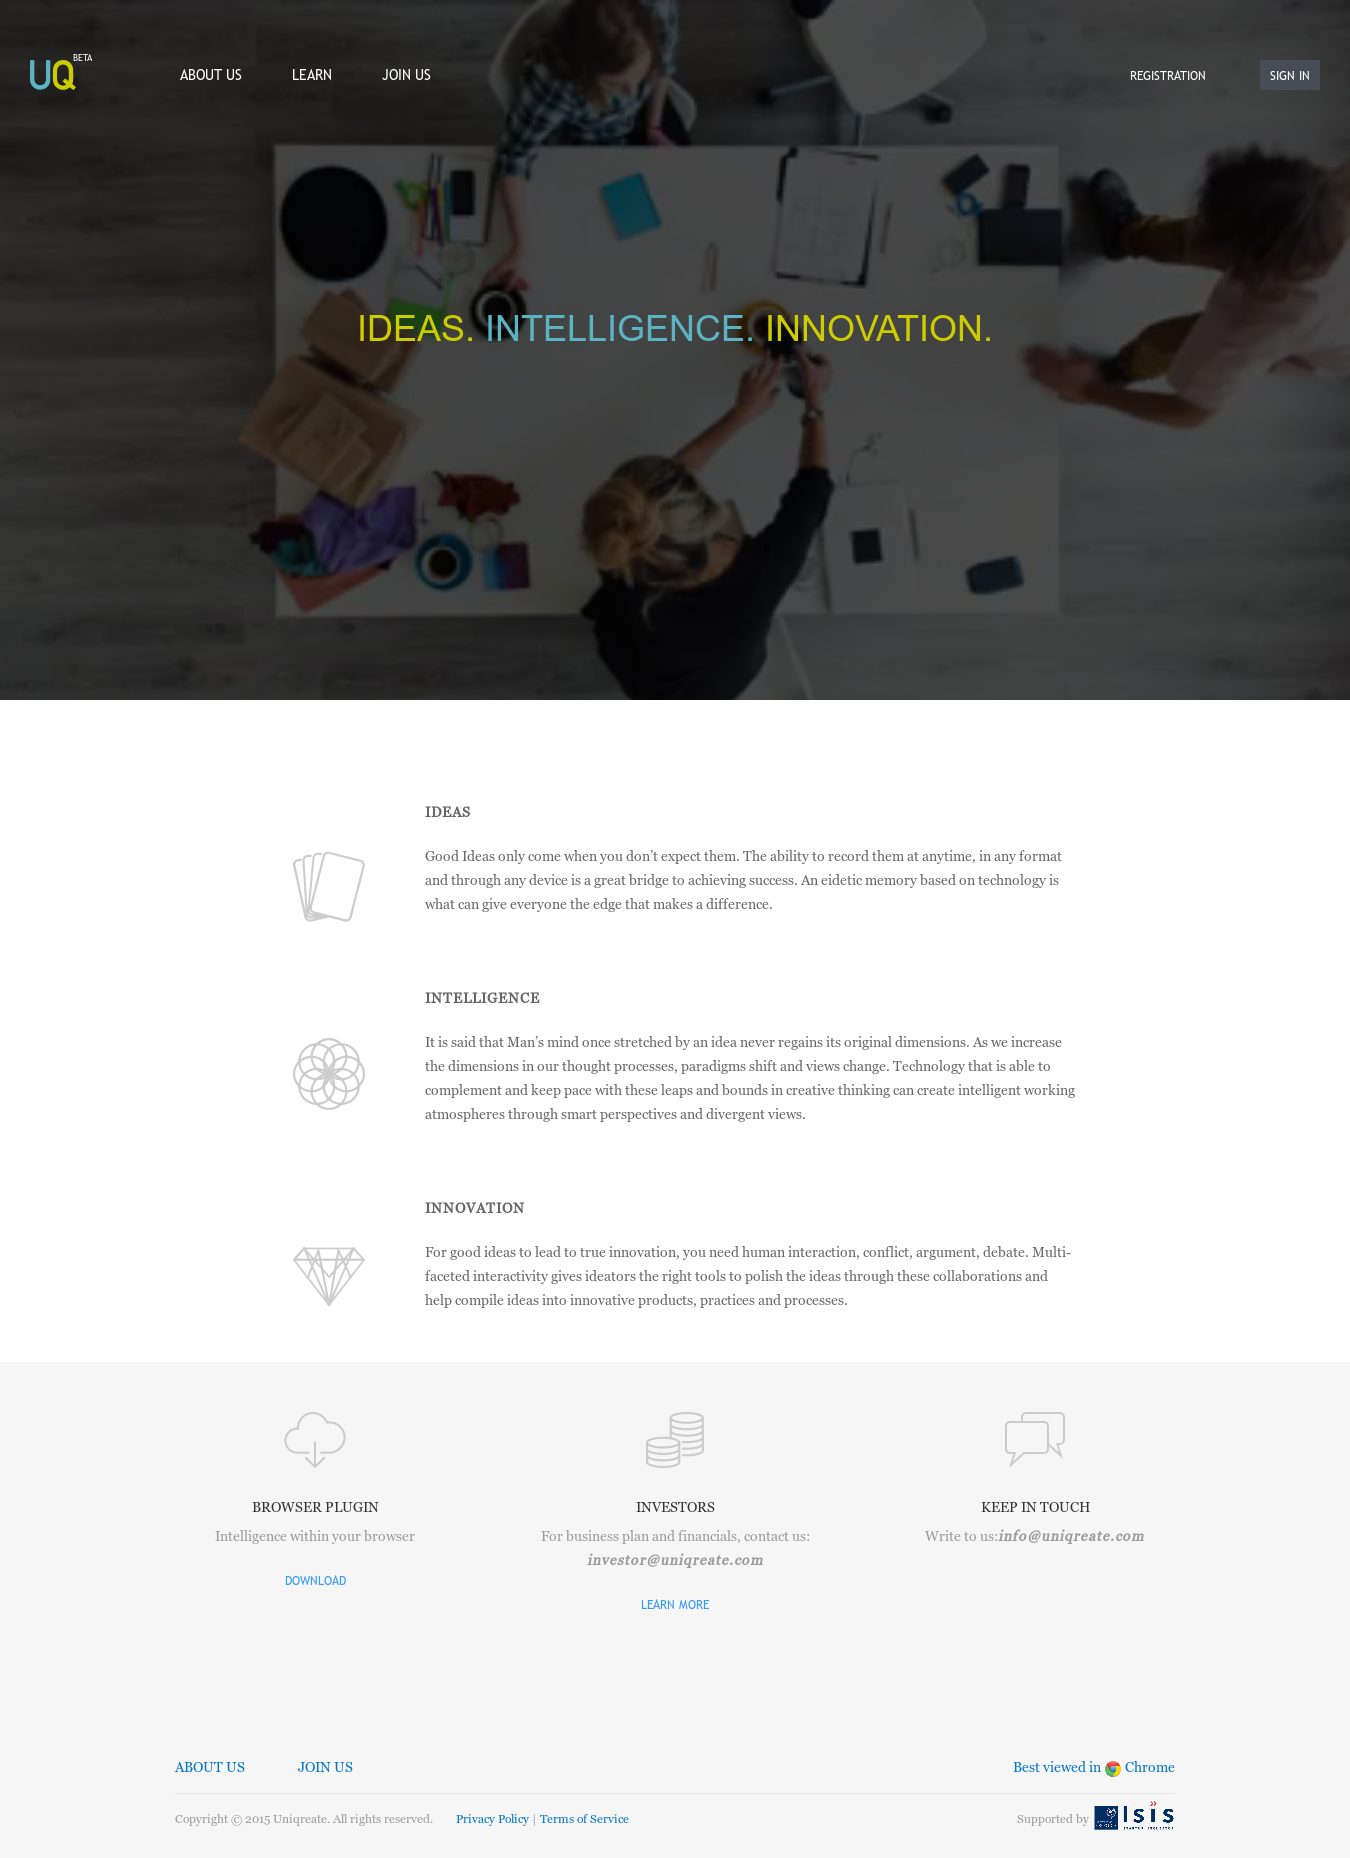 UQ BETA
ABOUT US LEARN JOIN US REGISTRATION SIGN IN
IDEAS. INTELLIGENCE. INNOVATION.
IDEAS
Good Ideas only come when you don’t expect them. The ability to record them at anytime, in any format
and through any device is a great bridge to achieving success. An eidetic memory based on technology is
what can give everyone the edge that makes a difference.
INTELLIGENCE
It is said that Man’s mind once stretched by an idea never regains its original dimensions. As we increase
the dimensions in our thought processes, paradigms shift and views change. Technology that is able to
complement and keep pace with these leaps and bounds in creative thinking can create intelligent working
atmospheres through smart perspectives and divergent views.
INNOVATION
For good ideas to lead to true innovation, you need human interaction, conflict, argument, debate. Multi-
faceted interactivity gives ideators the right tools to polish the ideas through these collaborations and
help compile ideas into innovative products, practices and processes.
BROWSER PLUGIN
Intelligence within your browser
DOWNLOAD
INVESTORS
For business plan and financials, contact us:
investor@uniqreate.com
LEARN MORE
KEEP IN TOUCH
Write to us:info@uniqreate.com
ABOUT US JOIN US Best viewed in Chrome
Copyright © 2015 Uniqreate. All rights reserved. Privacy Policy | Terms of Service Supported by Isis